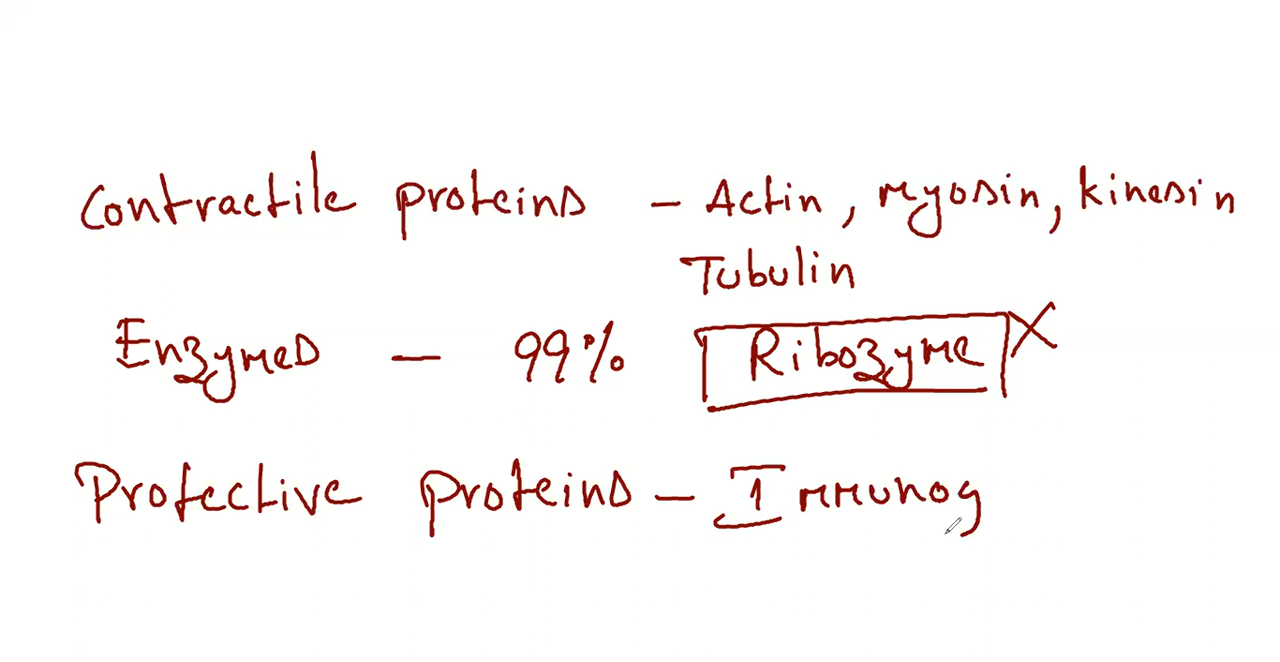 Contractile proteins - Actin, myosin, kinesin
Tubulin
Enzymes - 99% Ribozyme X
Protective proteins - Immunog